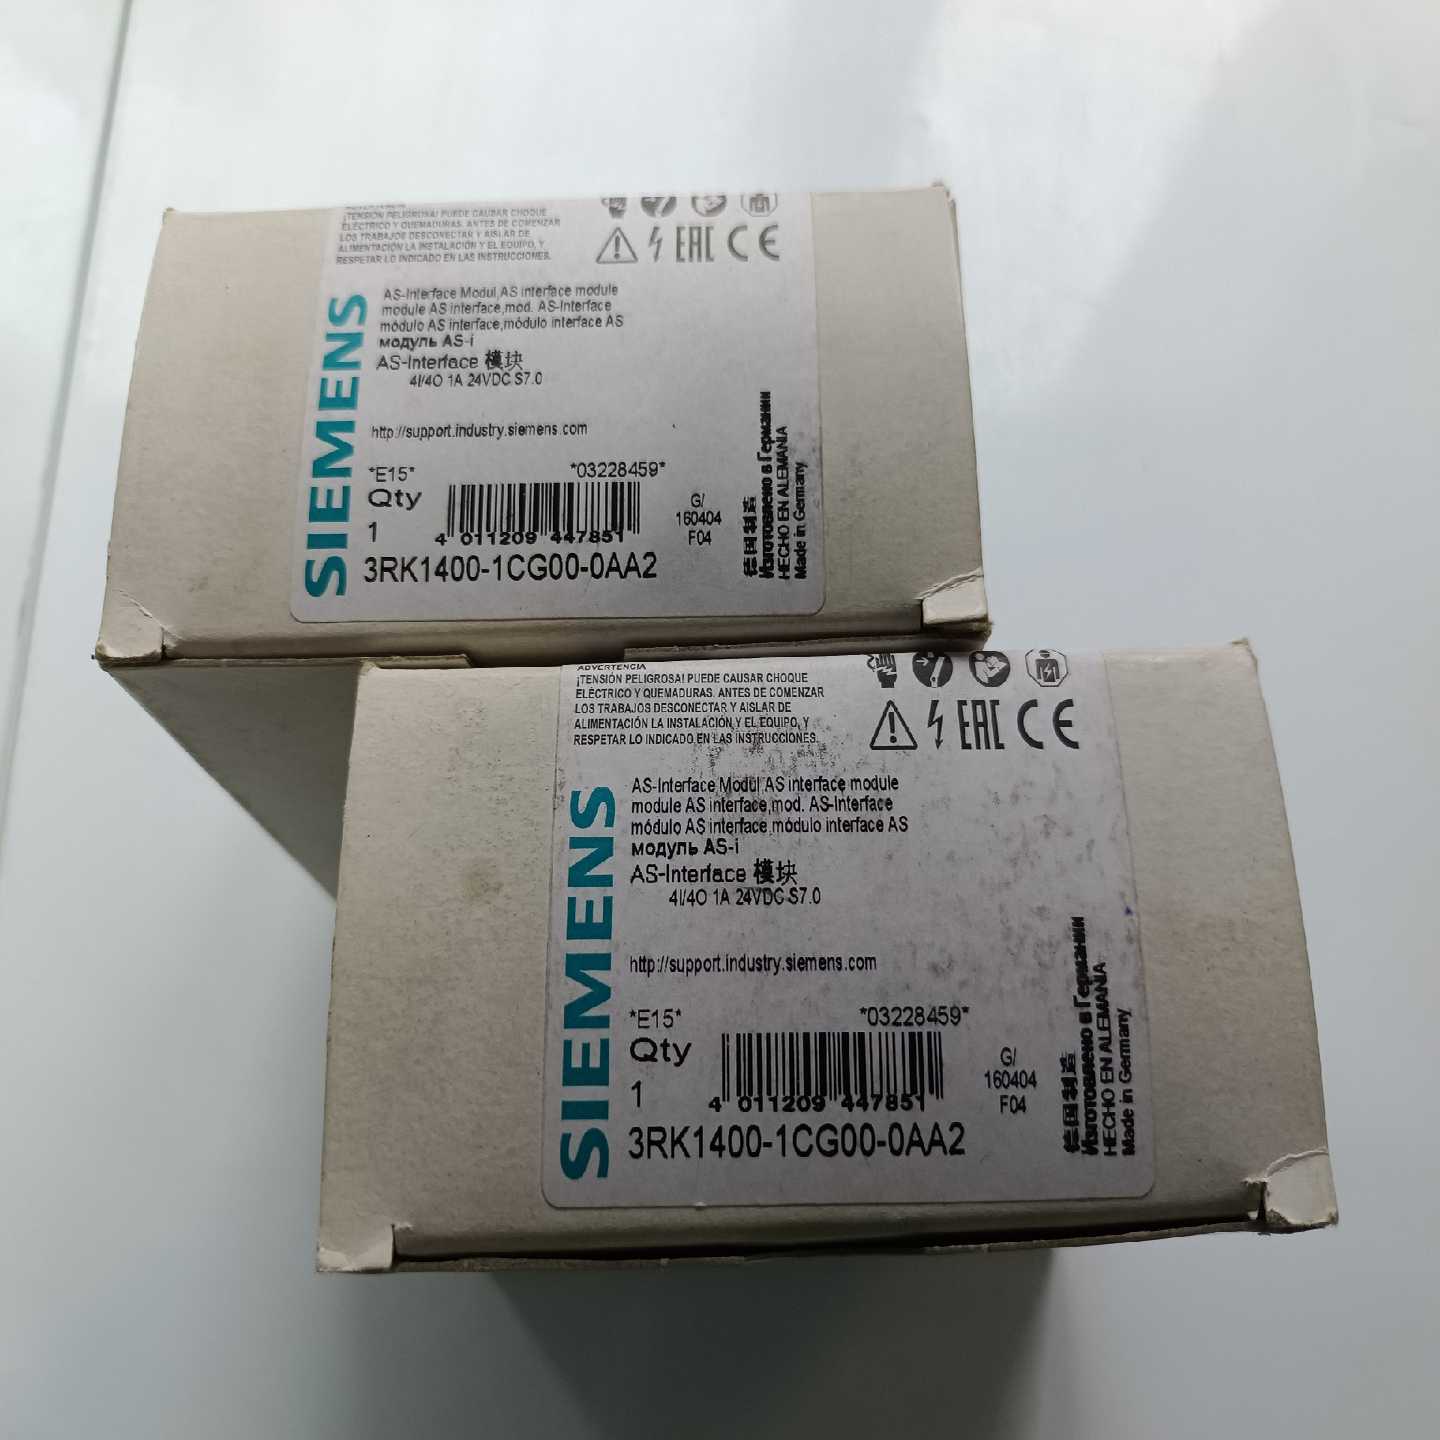 ¡TENSIÓN PELIGROSA! PUEDE CAUSAR CHOQUE
ELÉCTRICO Y QUEMADURAS. ANTES DE COMENZAR
LOS TRABAJOS DESCONECTAR Y AISLAR DE
ALIMENTACIÓN LA INSTALACIÓN Y EL EQUIPO, Y
RESPETAR LO INDICADO EN LAS INSTRUCCIONES.
EAC CE
SIEMENS
AS-Interface Modul,AS interface module
module AS interface,mod. AS-Interface
módulo AS interface,módulo interface AS
модуль AS-i
AS-Interface 模块
4I/4O 1A 24VDC S7.0
http://support.industry.siemens.com
*E15* *03228459*
Qty
1
4 011209 447851
G/
160404
F04
3RK1400-1CG00-0AA2
德国制造
Изготовлено в Германии
HECHO EN ALEMANIA
Made in Germany
ADVERTENCIA
¡TENSIÓN PELIGROSA! PUEDE CAUSAR CHOQUE
ELÉCTRICO Y QUEMADURAS. ANTES DE COMENZAR
LOS TRABAJOS DESCONECTAR Y AISLAR DE
ALIMENTACIÓN LA INSTALACIÓN Y EL EQUIPO, Y
RESPETAR LO INDICADO EN LAS INSTRUCCIONES.
EAC CE
SIEMENS
AS-Interface Modul,AS interface module
module AS interface,mod. AS-Interface
módulo AS interface,módulo interface AS
модуль AS-i
AS-Interface 模块
4I/4O 1A 24VDC S7.0
http://support.industry.siemens.com
*E15* *03228459*
Qty
1
4 011209 447851
G/
160404
F04
3RK1400-1CG00-0AA2
德国制造
Изготовлено в Германии
HECHO EN ALEMANIA
Made in Germany